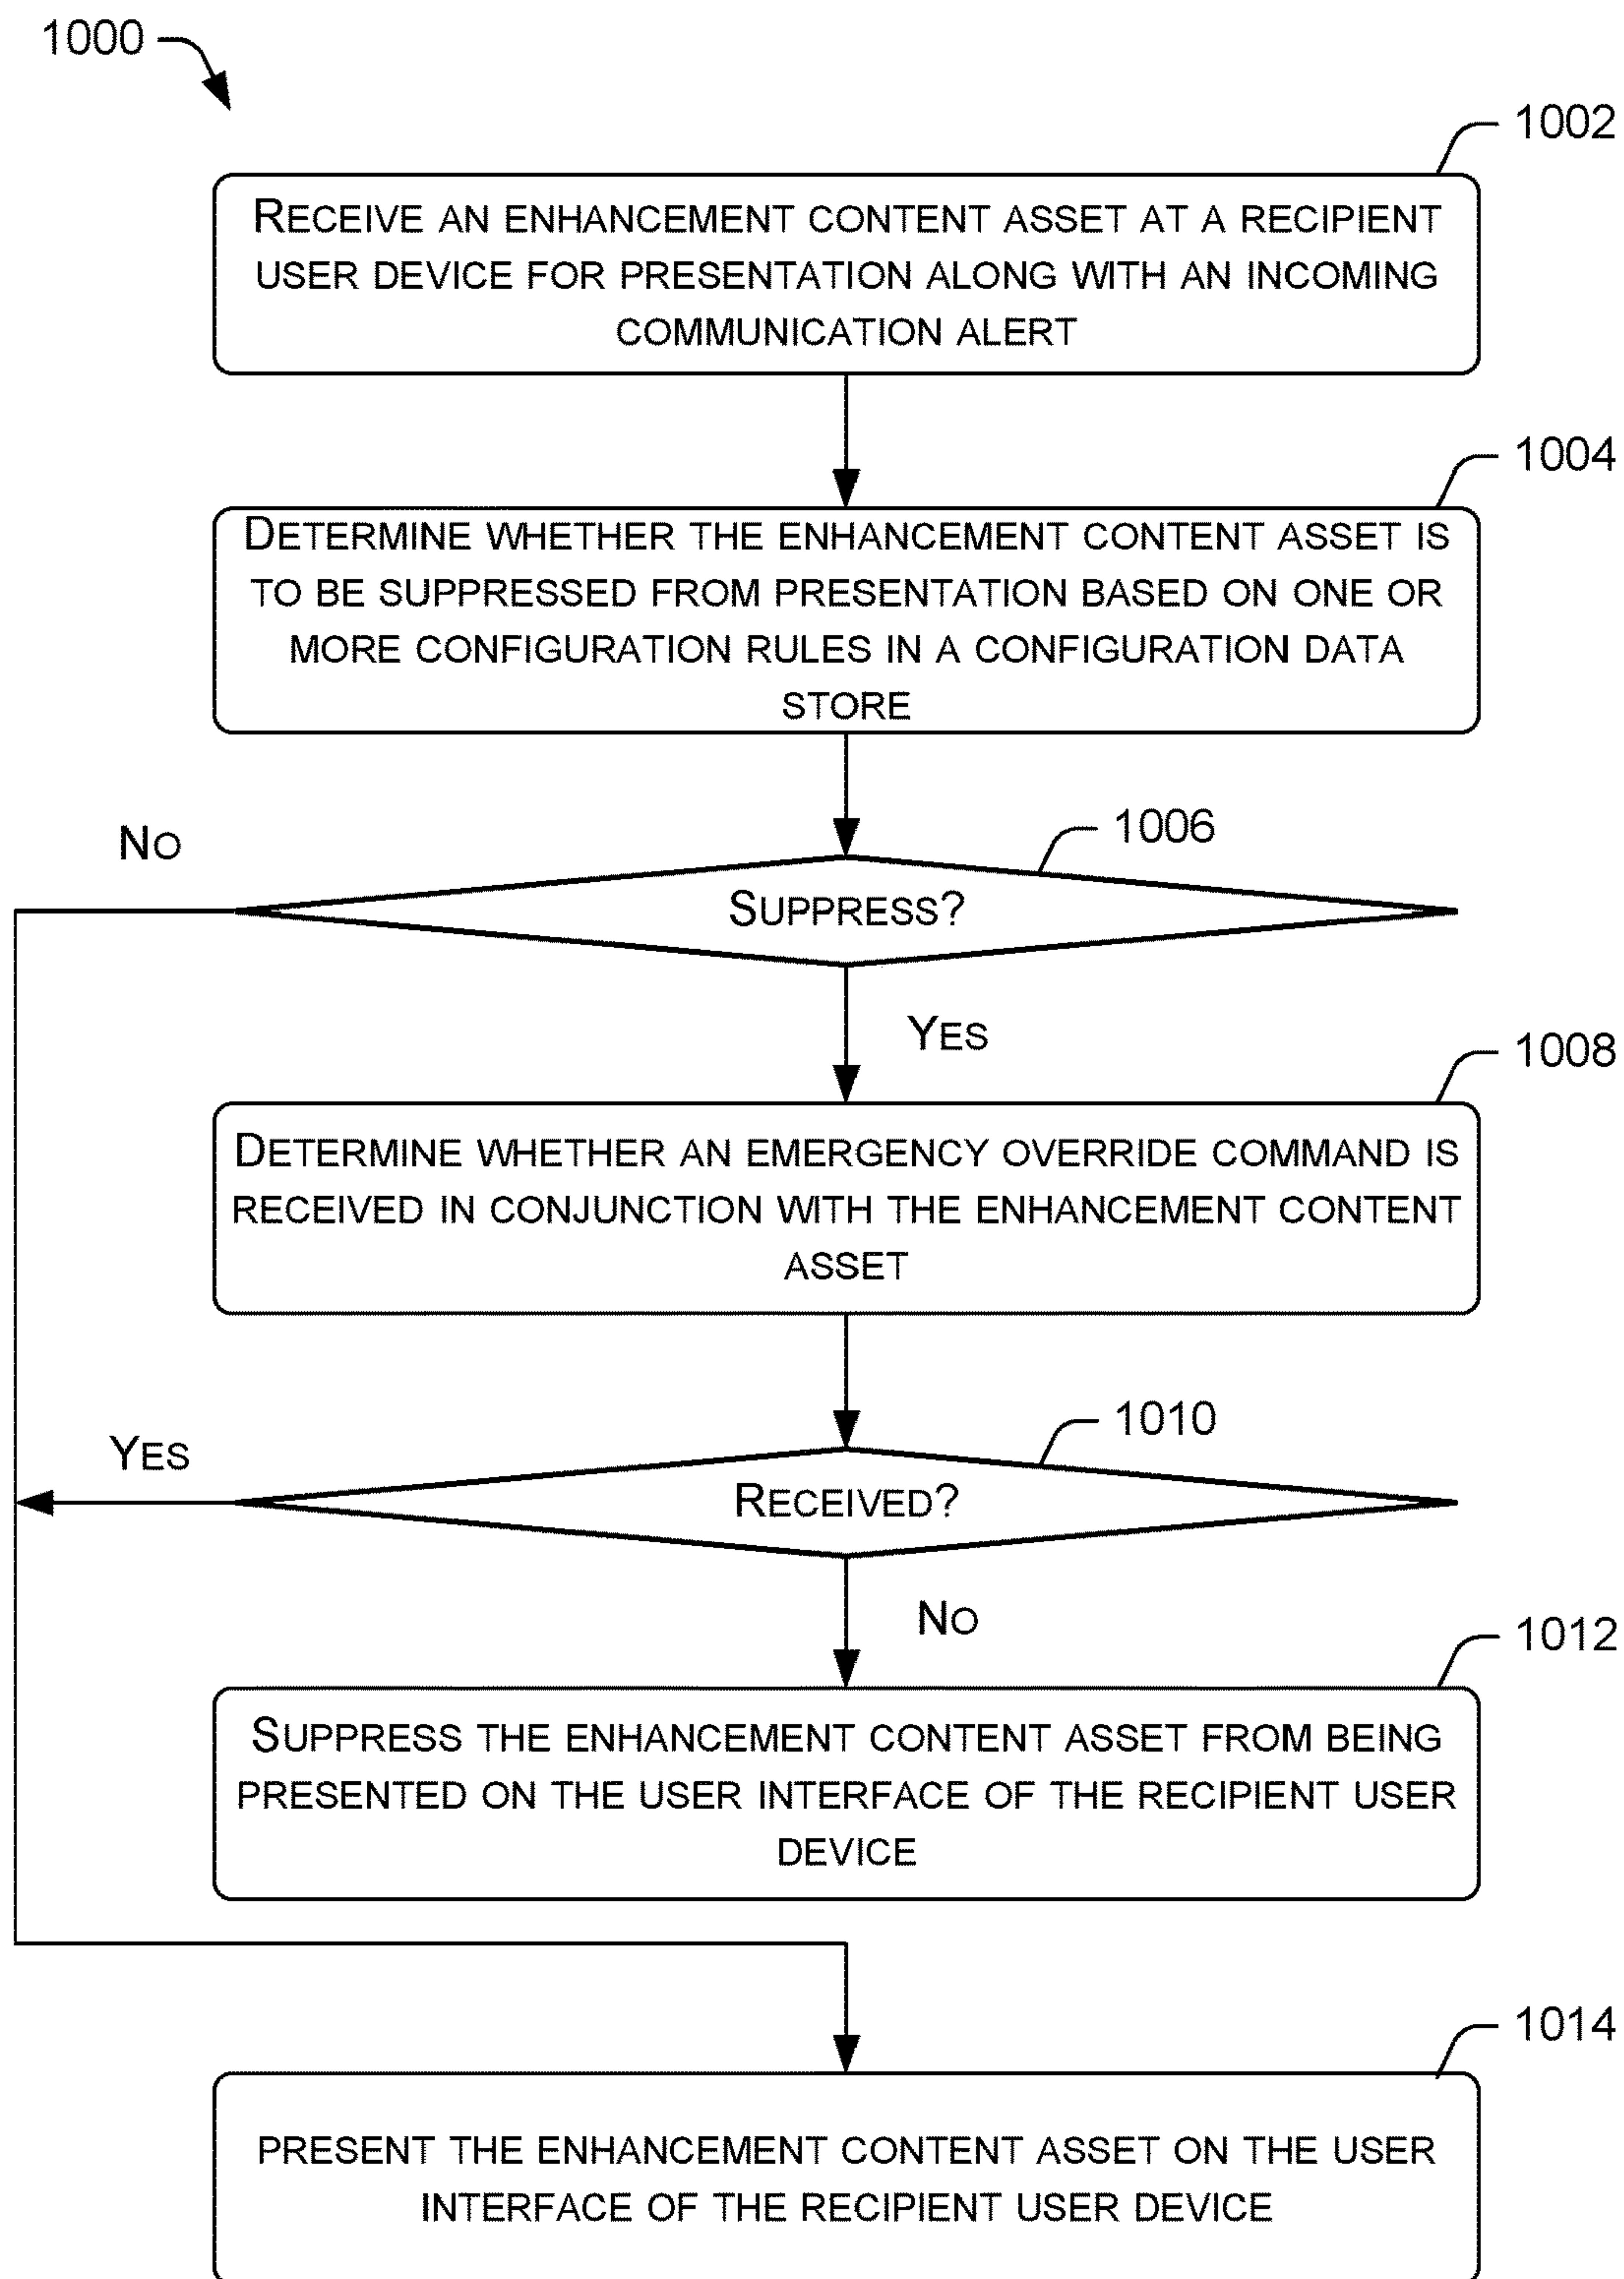 1000
1002
RECEIVE AN ENHANCEMENT CONTENT ASSET AT A RECIPIENT
USER DEVICE FOR PRESENTATION ALONG WITH AN INCOMING
COMMUNICATION ALERT
1004
DETERMINE WHETHER THE ENHANCEMENT CONTENT ASSET IS
TO BE SUPPRESSED FROM PRESENTATION BASED ON ONE OR
MORE CONFIGURATION RULES IN A CONFIGURATION DATA
STORE
1006
NO
SUPPRESS?
YES
1008
DETERMINE WHETHER AN EMERGENCY OVERRIDE COMMAND IS
RECEIVED IN CONJUNCTION WITH THE ENHANCEMENT CONTENT
ASSET
1010
YES
RECEIVED?
NO
1012
SUPPRESS THE ENHANCEMENT CONTENT ASSET FROM BEING
PRESENTED ON THE USER INTERFACE OF THE RECIPIENT USER
DEVICE
1014
PRESENT THE ENHANCEMENT CONTENT ASSET ON THE USER
INTERFACE OF THE RECIPIENT USER DEVICE